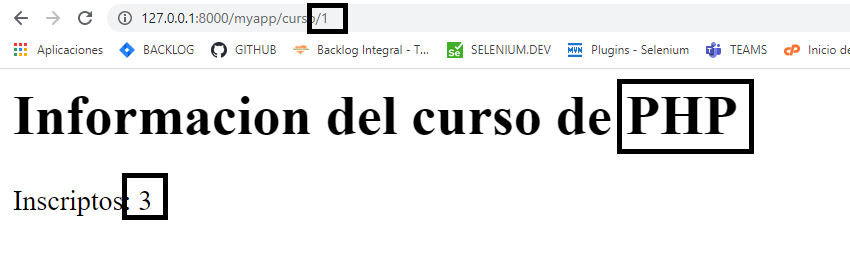 127.0.0.1:8000/myapp/curso/1
Aplicaciones BACKLOG GITHUB Backlog Integral - T... SELENIUM.DEV Plugins - Selenium TEAMS Inicio de
Informacion del curso de PHP
Inscriptos: 3